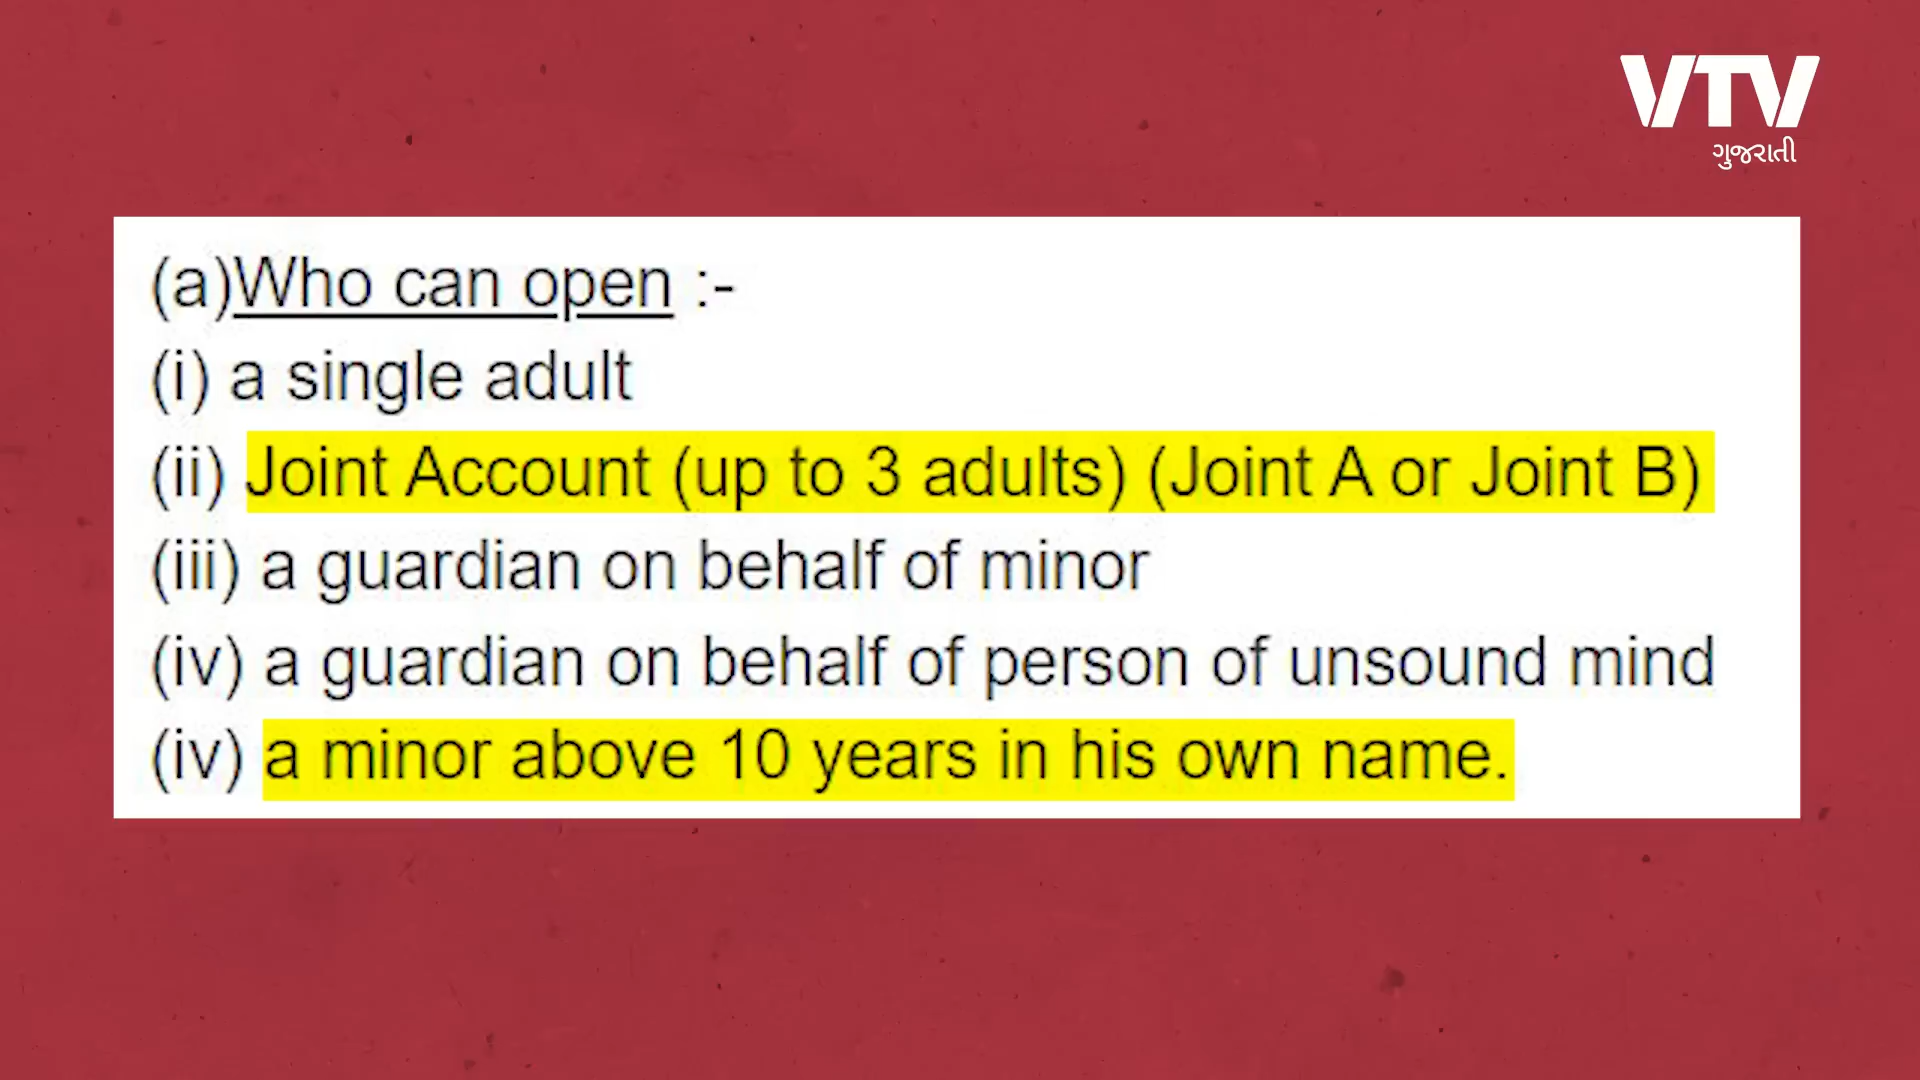 VTV
ગુજરાતી
(a)Who can open :-
(i) a single adult
(ii) Joint Account (up to 3 adults) (Joint A or Joint B)
(iii) a guardian on behalf of minor
(iv) a guardian on behalf of person of unsound mind
(iv) a minor above 10 years in his own name.